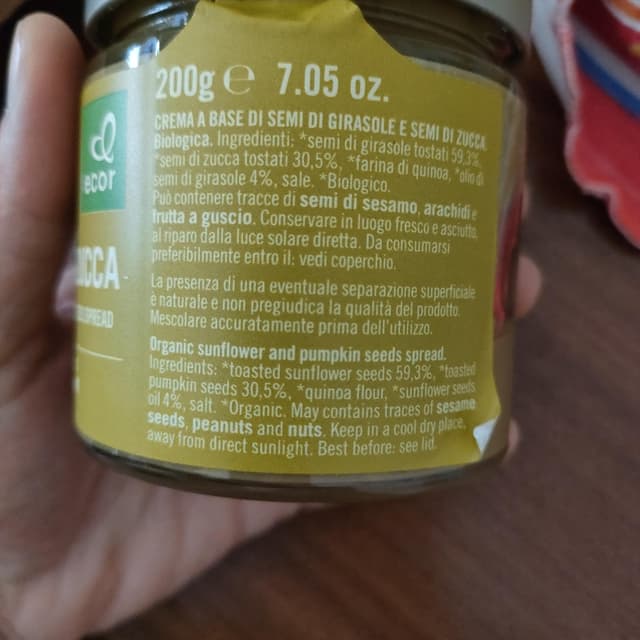 200g ℮ 7.05 oz.
CREMA A BASE DI SEMI DI GIRASOLE E SEMI DI ZUCCA
Biologica. Ingredienti: *semi di girasole tostati 59,3%,
*semi di zucca tostati 30,5%, *farina di quinoa, *olio di
semi di girasole 4%, sale. *Biologico.
Può contenere tracce di semi di sesamo, arachidi e
frutta a guscio. Conservare in luogo fresco e asciutto,
al riparo dalla luce solare diretta. Da consumarsi
preferibilmente entro il: vedi coperchio.
La presenza di una eventuale separazione superficiale
è naturale e non pregiudica la qualità del prodotto.
Mescolare accuratamente prima dell'utilizzo.
Organic sunflower and pumpkin seeds spread.
Ingredients: *toasted sunflower seeds 59,3%, *toasted
pumpkin seeds 30,5%, *quinoa flour, *sunflower seeds
oil 4%, salt. *Organic. May contains traces of sesame
seeds, peanuts and nuts. Keep in a cool dry place,
away from direct sunlight. Best before: see lid.
ecor
SPREAD